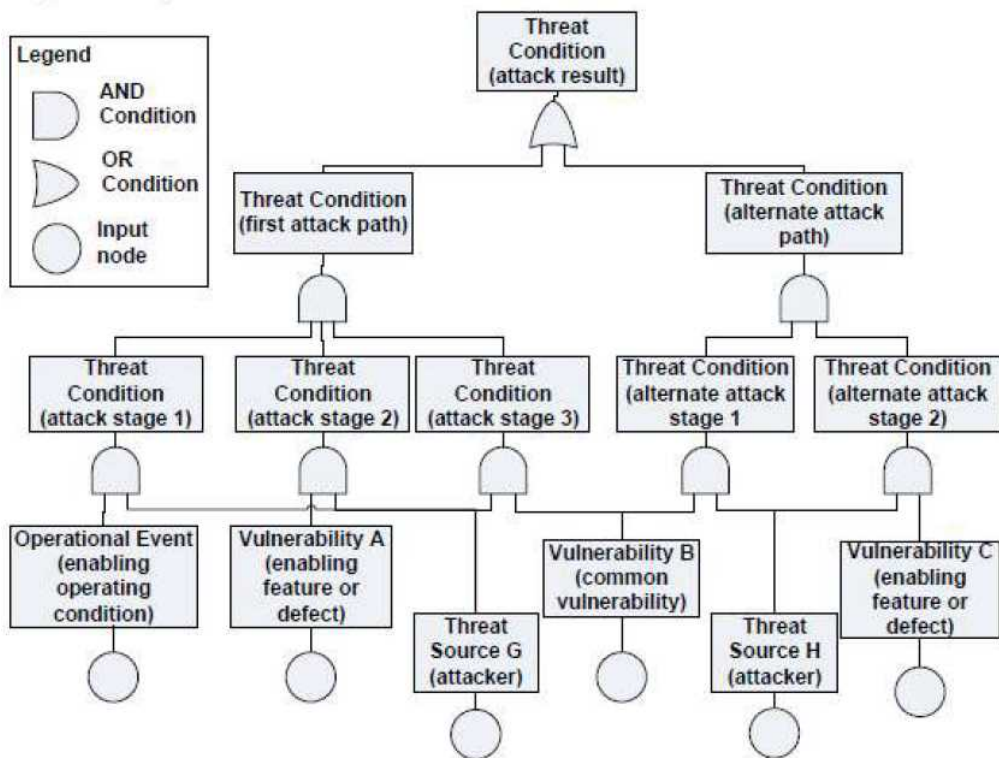 Threat
Condition
(attack result)
Legend
AND
Condition
OR
Condition
Input
node
Threat Condition
(first attack path)
Threat Condition
(alternate attack
path)
Threat
Condition
(attack stage 1)
Threat
Condition
(attack stage 2)
Threat
Condition
(attack stage 3)
Threat Condition
(alternate attack
stage 1
Threat Condition
(alternate attack
stage 2)
Operational Event
(enabling
operating
condition)
Vulnerability A
(enabling
feature or
defect)
Threat
Source G
(attacker)
Vulnerability B
(common
vulnerability)
Threat
Source H
(attacker)
Vulnerability C
(enabling
feature or
defect)